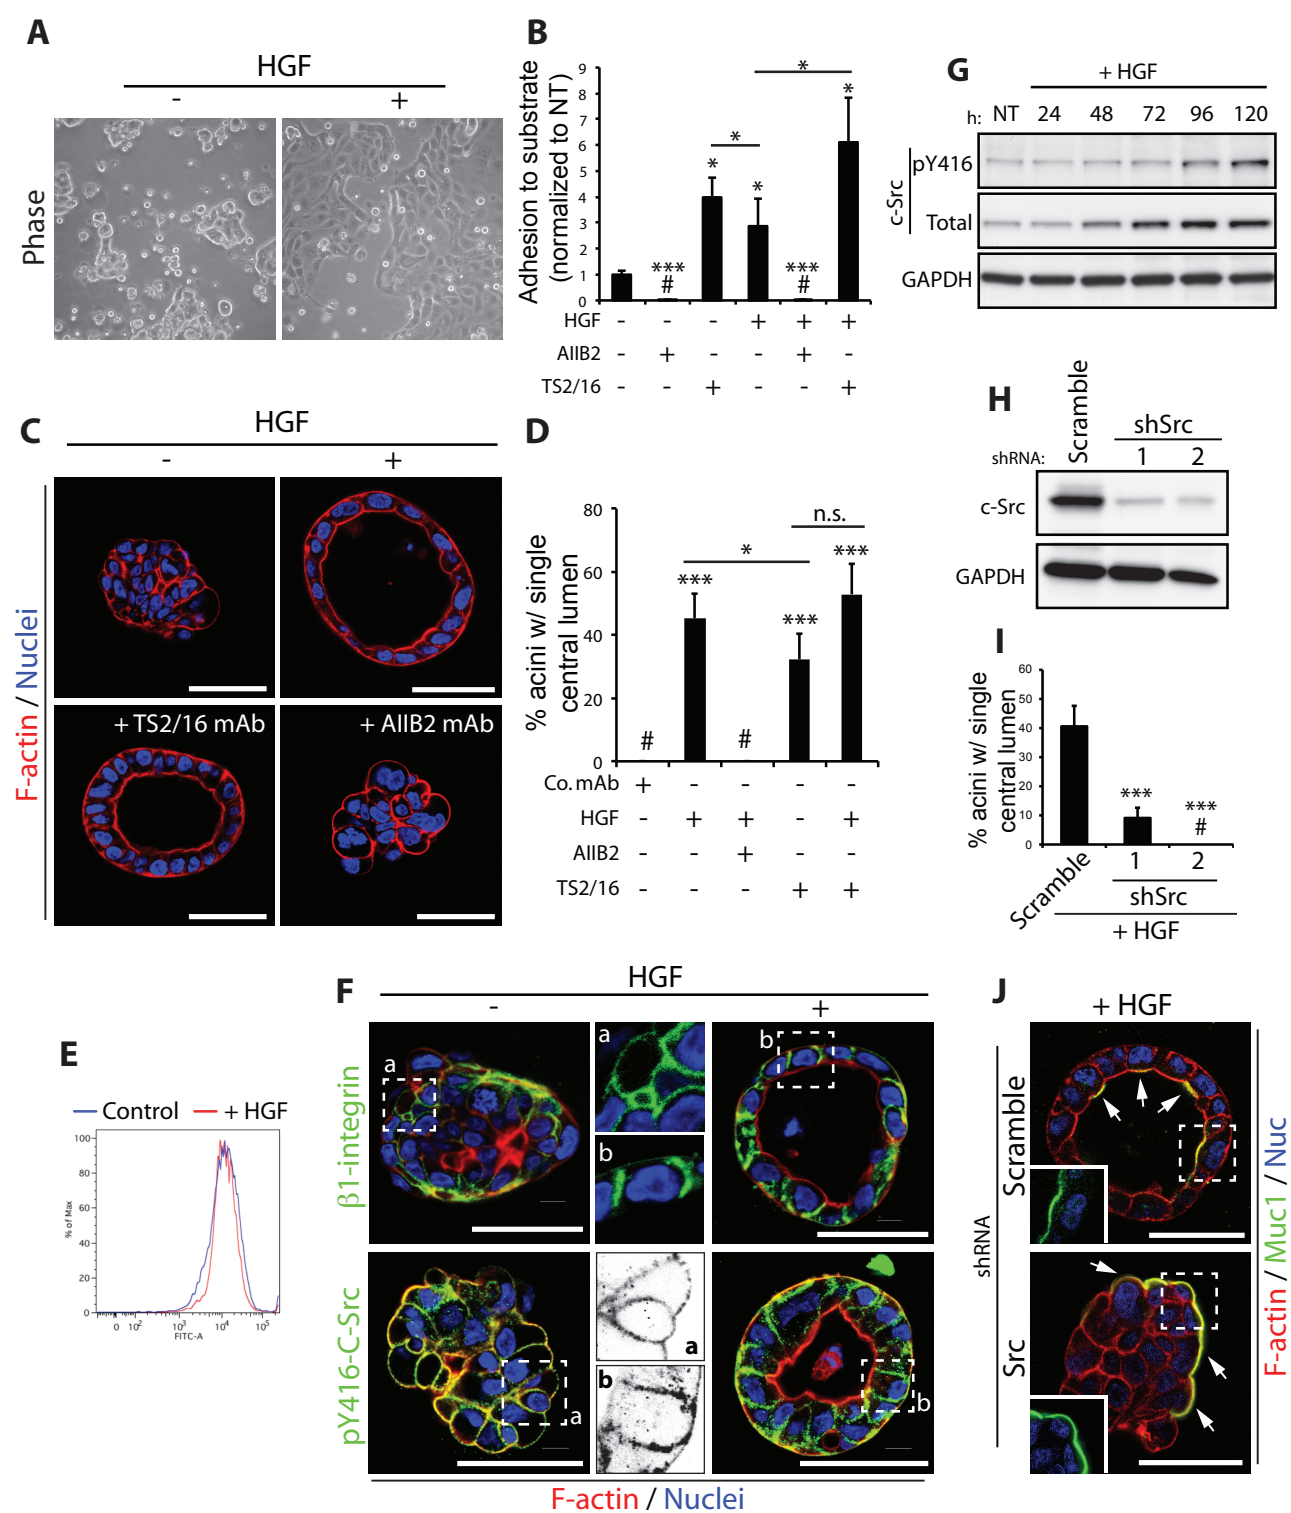 A
HGF
- +
Phase
B
Adhesion to substrate
(normalized to NT)
9
8
7
6
5
4
3
2
1
0
*
*
*
* * *
*** ***
# #
HGF - - - + + +
AIIB2 - + - - + -
TS2/16 - - + - - +
C
HGF
- +
F-actin / Nuclei
+ TS2/16 mAb
+ AIIB2 mAb
D
% acini w/ single
central lumen
80
60
40
20
0
n.s.
*
***
***
***
# #
Co. mAb + - - - -
HGF - + + - +
AIIB2 - - + - -
TS2/16 - - - + +
E
Control + HGF
% of Max
100
80
60
40
20
0
0 10² 10³ 10⁴ 10⁵
FITC-A
F
HGF
- +
β1-integrin
a
a
b
b
pY416-C-Src
a
a
b
b
F-actin / Nuclei
G
+ HGF
h: NT 24 48 72 96 120
c-Src
pY416
Total
GAPDH
H
Scramble
shSrc
shRNA: 1 2
c-Src
GAPDH
I
% acini w/ single
central lumen
60
50
40
30
20
10
0
*** ***
#
Scramble 1 2
shSrc
+ HGF
J
+ HGF
shRNA
Scramble
Src
F-actin / Muc1 / Nuc